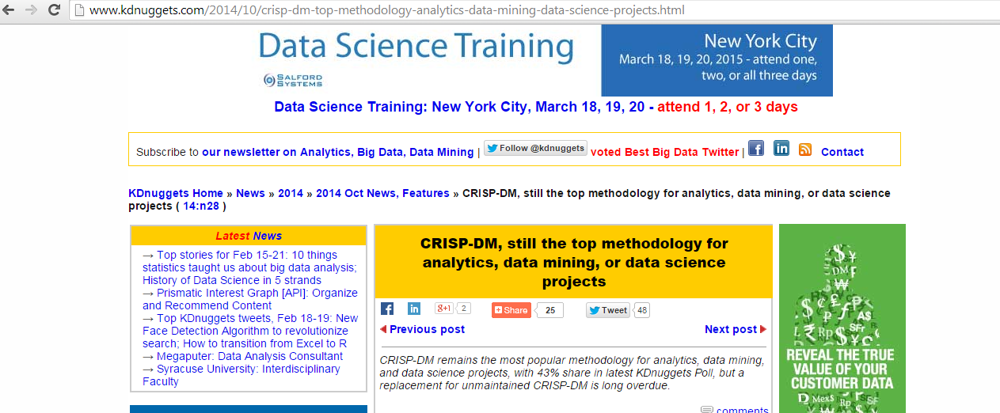 www.kdnuggets.com/2014/10/crisp-dm-top-methodology-analytics-data-mining-data-science-projects.html
Data Science Training
SALFORD
SYSTEMS
New York City
March 18, 19, 20, 2015 - attend one,
two, or all three days
Data Science Training: New York City, March 18, 19, 20 - attend 1, 2, or 3 days
Subscribe to our newsletter on Analytics, Big Data, Data Mining | Follow @kdnuggets voted Best Big Data Twitter | Contact
KDnuggets Home » News » 2014 » 2014 Oct News, Features » CRISP-DM, still the top methodology for analytics, data mining, or data science
projects ( 14:n28 )
Latest News
→ Top stories for Feb 15-21: 10 things
statistics taught us about big data analysis;
History of Data Science in 5 strands
→ Prismatic Interest Graph [API]: Organize
and Recommend Content
→ Top KDnuggets tweets, Feb 18-19: New
Face Detection Algorithm to revolutionize
search; How to transition from Excel to R
→ Megaputer: Data Analysis Consultant
→ Syracuse University: Interdisciplinary
Faculty
CRISP-DM, still the top methodology for
analytics, data mining, or data science
projects
g+1 2 Share 25 Tweet 48
Previous post Next post
CRISP-DM remains the most popular methodology for analytics, data mining,
and data science projects, with 43% share in latest KDnuggets Poll, but a
replacement for unmaintained CRISP-DM is long overdue.
comments
REVEAL THE TRUE
VALUE OF YOUR
CUSTOMER DATA